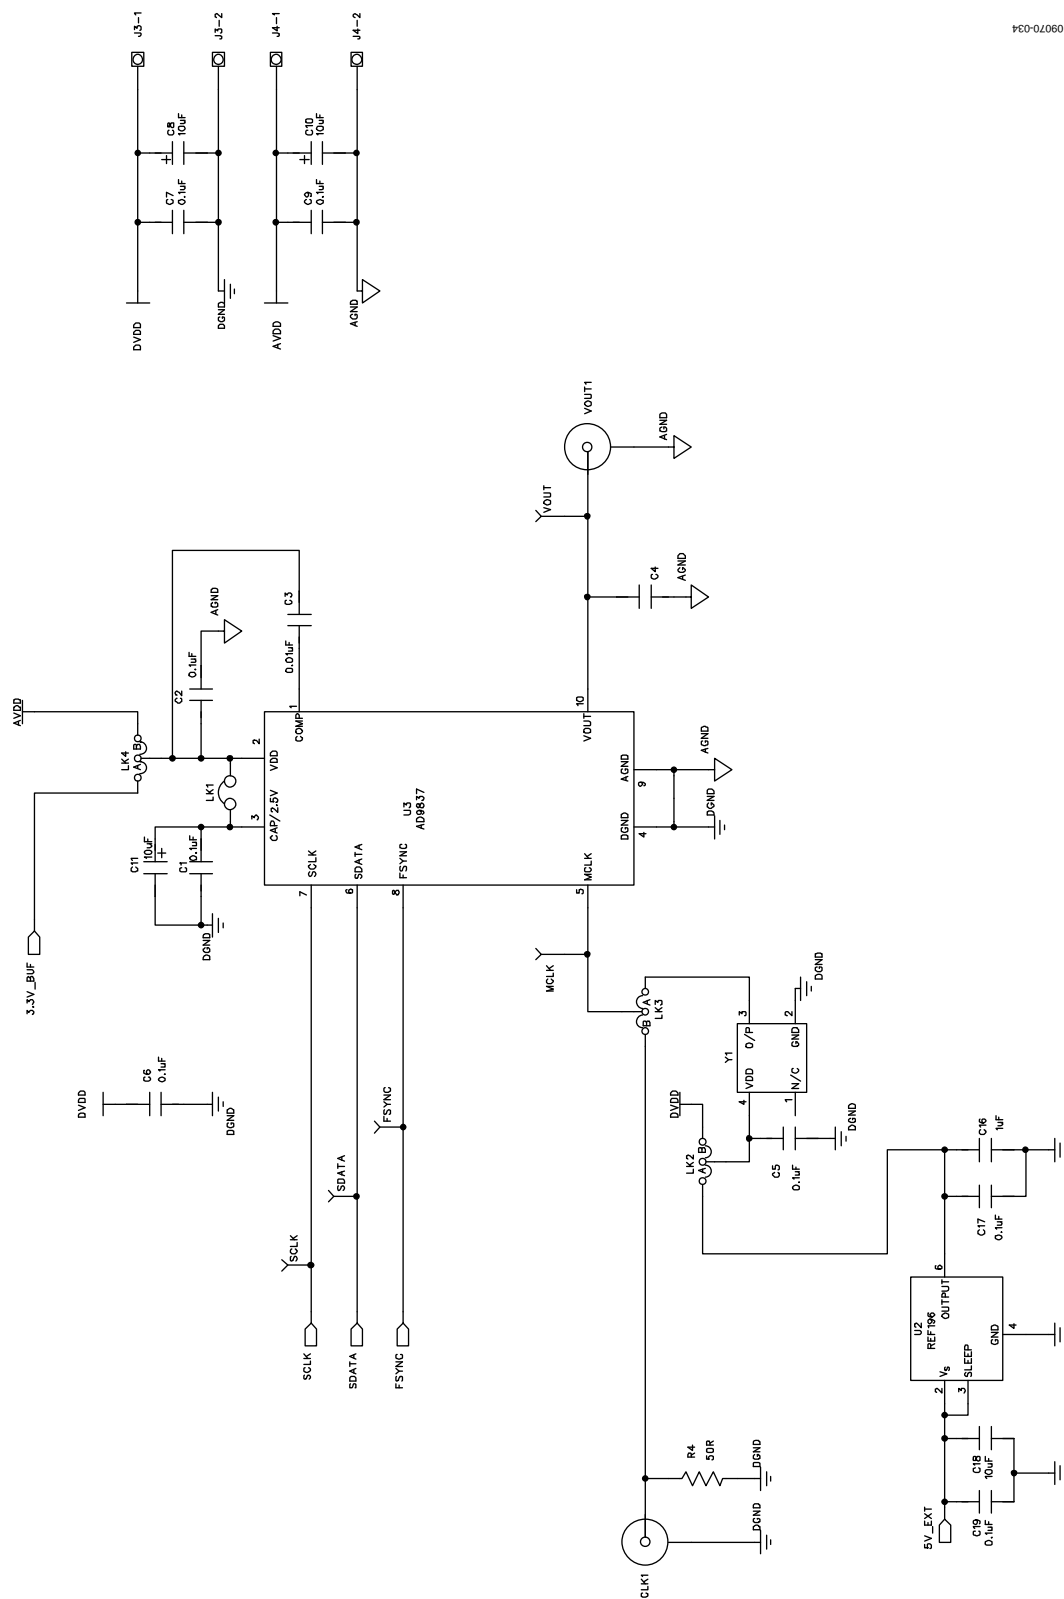 09070-034
J3-1
J3-2
J4-1
J4-2
C8
10uF
+
C10
10uF
+
C7
0.1uF
C9
0.1uF
DVDD
DGND
AVDD
AGND
VOUT1
AGND
VOUT
C4
AGND
C3
0.01uF
AGND
0.1uF
C2
AVDD
LK4
A
B
3.3V_BUF
LK1
C11
10uF
+
C1
0.1uF
DGND
1
COMP
2
VDD
3
CAP/2.5V
U3
AD9837
10
VOUT
AGND
9
DGND
4
AGND
DGND
SCLK
7
SDATA
6
FSYNC
8
MCLK
5
MCLK
DVDD
C6
0.1uF
DGND
SCLK
SDATA
FSYNC
SCLK
SDATA
FSYNC
B
A
LK3
Y1
3
O/P
2
GND
VDD
4
N/C
1
DGND
DVDD
LK2
A
B
C5
0.1uF
DGND
C16
1uF
C17
0.1uF
U2
REF196
6
OUTPUT
GND
4
Vs
2
SLEEP
3
C18
10uF
C19
0.1uF
5V_EXT
R4
50R
DGND
DGND
CLK1